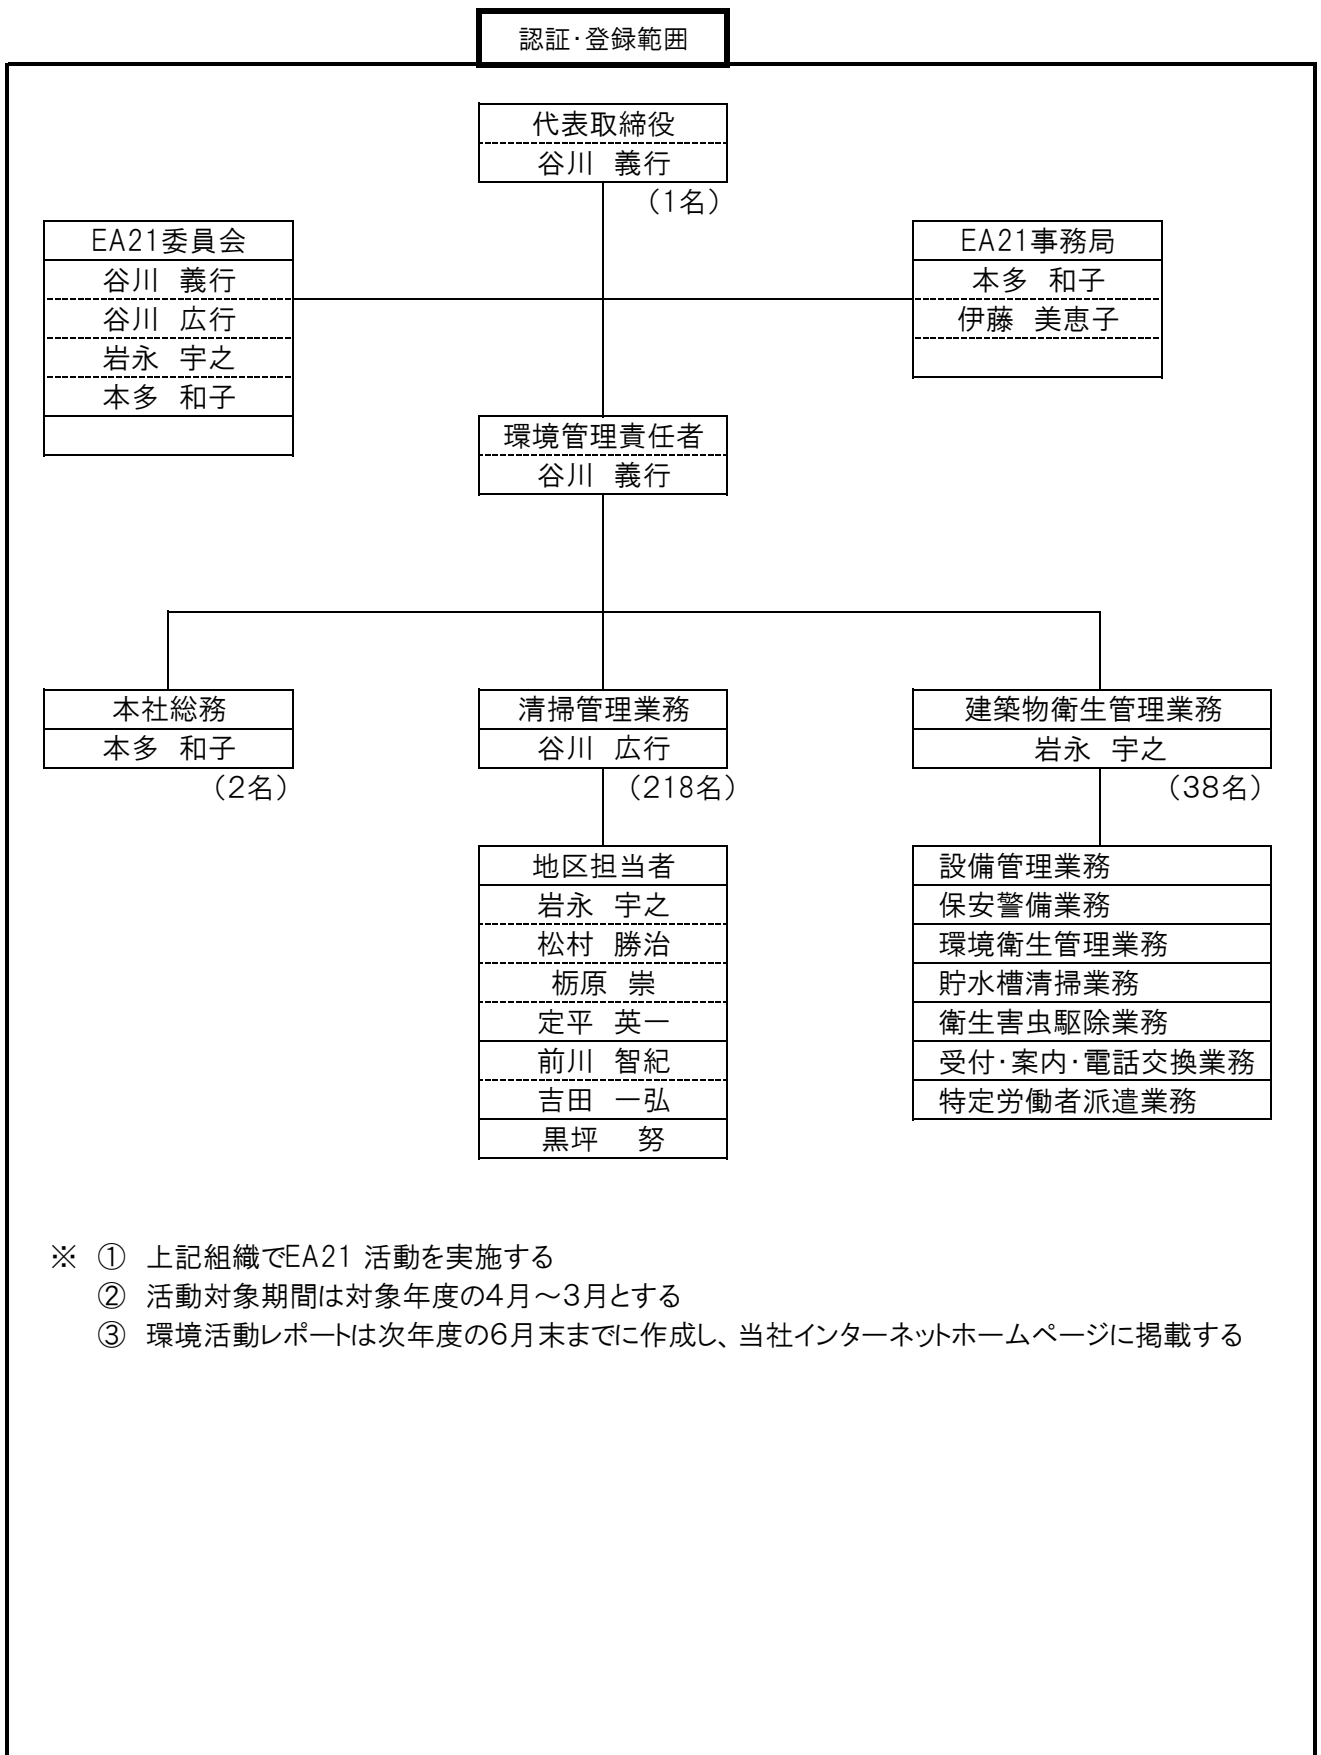 認証・登録範囲
代表取締役
谷川 義行
（1名）
EA21委員会
谷川 義行
谷川 広行
岩永 宇之
本多 和子
EA21事務局
本多 和子
伊藤 美恵子
環境管理責任者
谷川 義行
本社総務
本多 和子
（2名）
清掃管理業務
谷川 広行
（218名）
建築物衛生管理業務
岩永 宇之
（38名）
地区担当者
岩永 宇之
松村 勝治
栃原 崇
定平 英一
前川 智紀
吉田 一弘
黒坪 努
設備管理業務
保安警備業務
環境衛生管理業務
貯水槽清掃業務
衛生害虫駆除業務
受付・案内・電話交換業務
特定労働者派遣業務
※ ① 上記組織でEA21 活動を実施する
② 活動対象期間は対象年度の4月～3月とする
③ 環境活動レポートは次年度の6月末までに作成し、当社インターネットホームページに掲載する